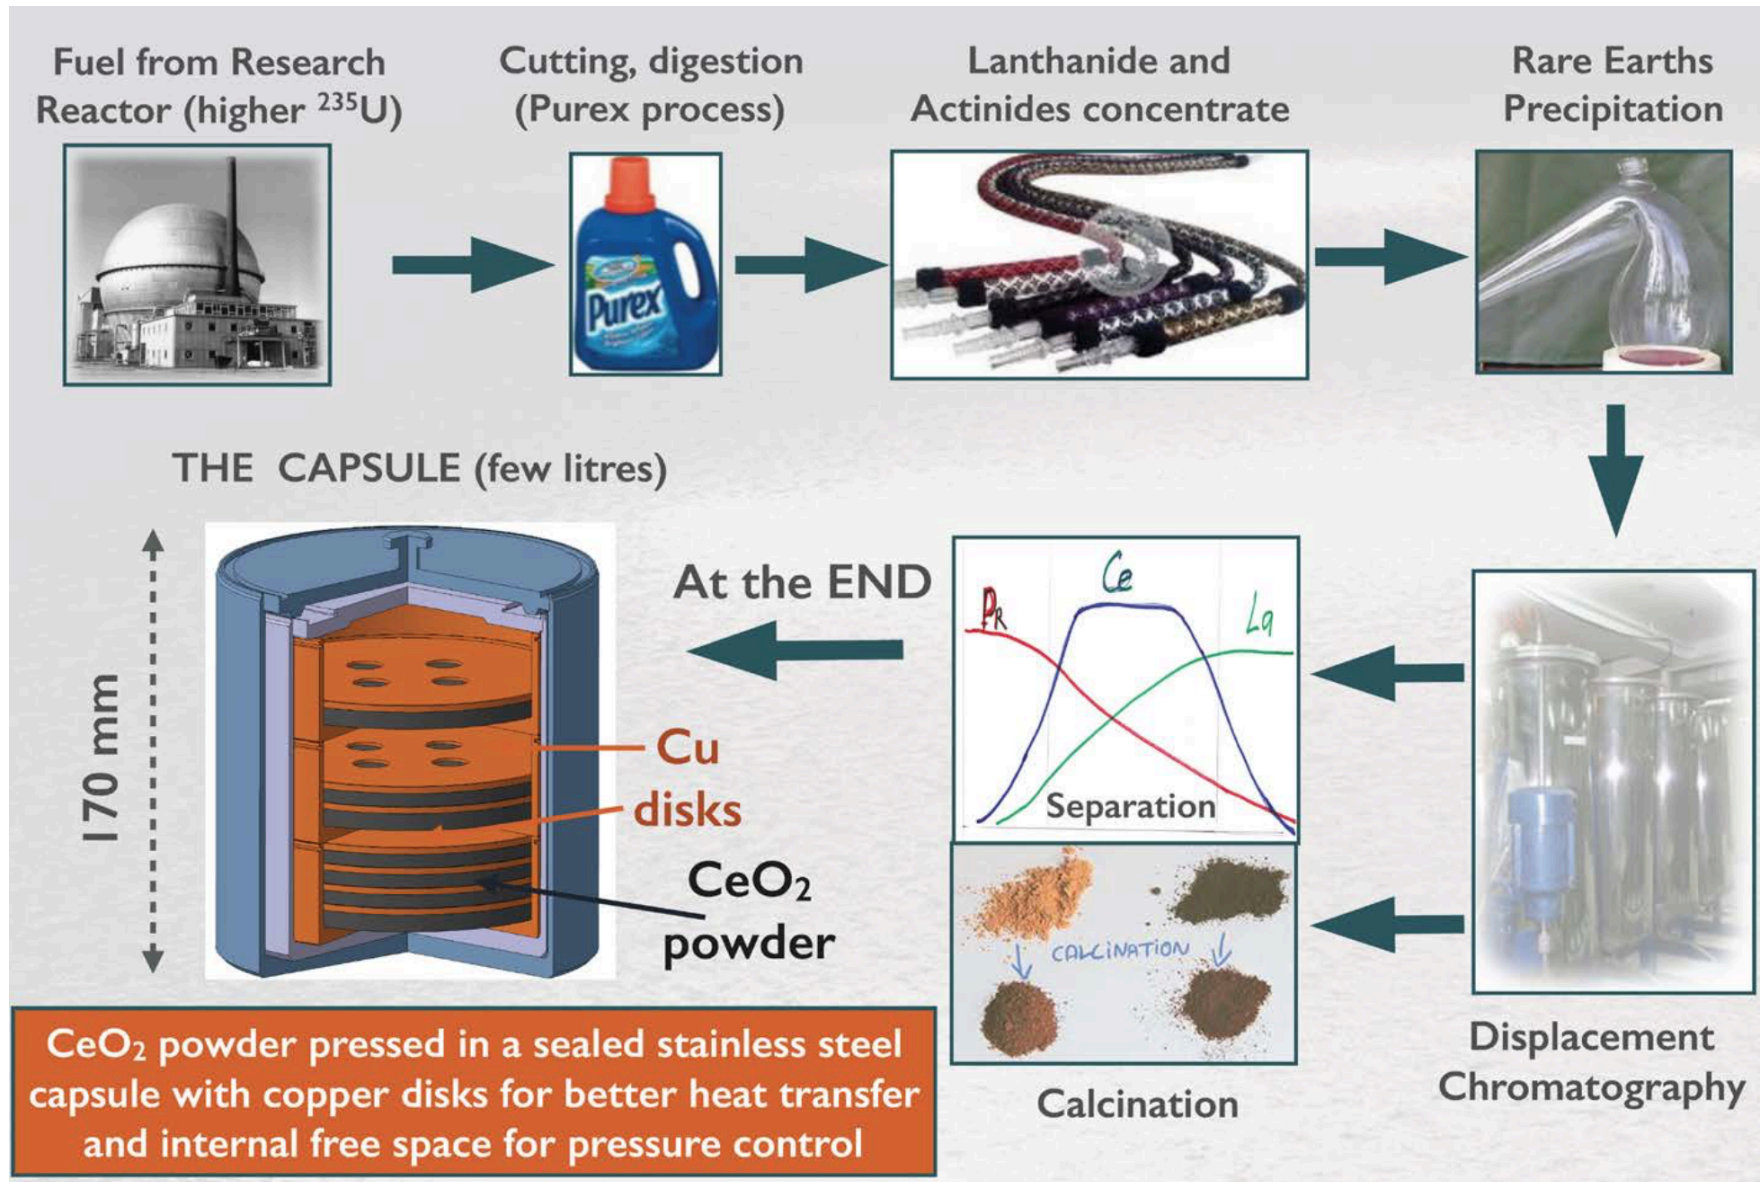 Fuel from Research
Reactor (higher ²³⁵U)
Cutting, digestion
(Purex process)
Lanthanide and
Actinides concentrate
Rare Earths
Precipitation
Purex
THE CAPSULE (few litres)
170 mm
Cu
disks
CeO₂
powder
At the END
PR
Ce
La
Separation
CALCINATION
Calcination
Displacement
Chromatography
CeO₂ powder pressed in a sealed stainless steel
capsule with copper disks for better heat transfer
and internal free space for pressure control